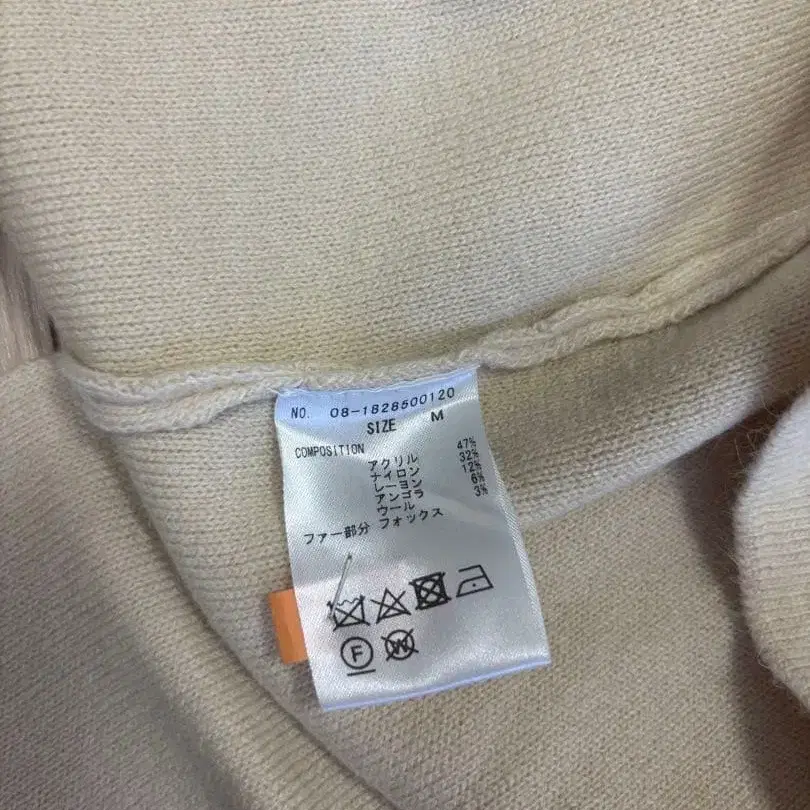 NO. 08-1828500120
SIZE M
COMPOSITION
アクリル 47%
ナイロン 32%
レーヨン 12%
アンゴラ 6%
ウール 3%
ファー部分 フォックス
F W